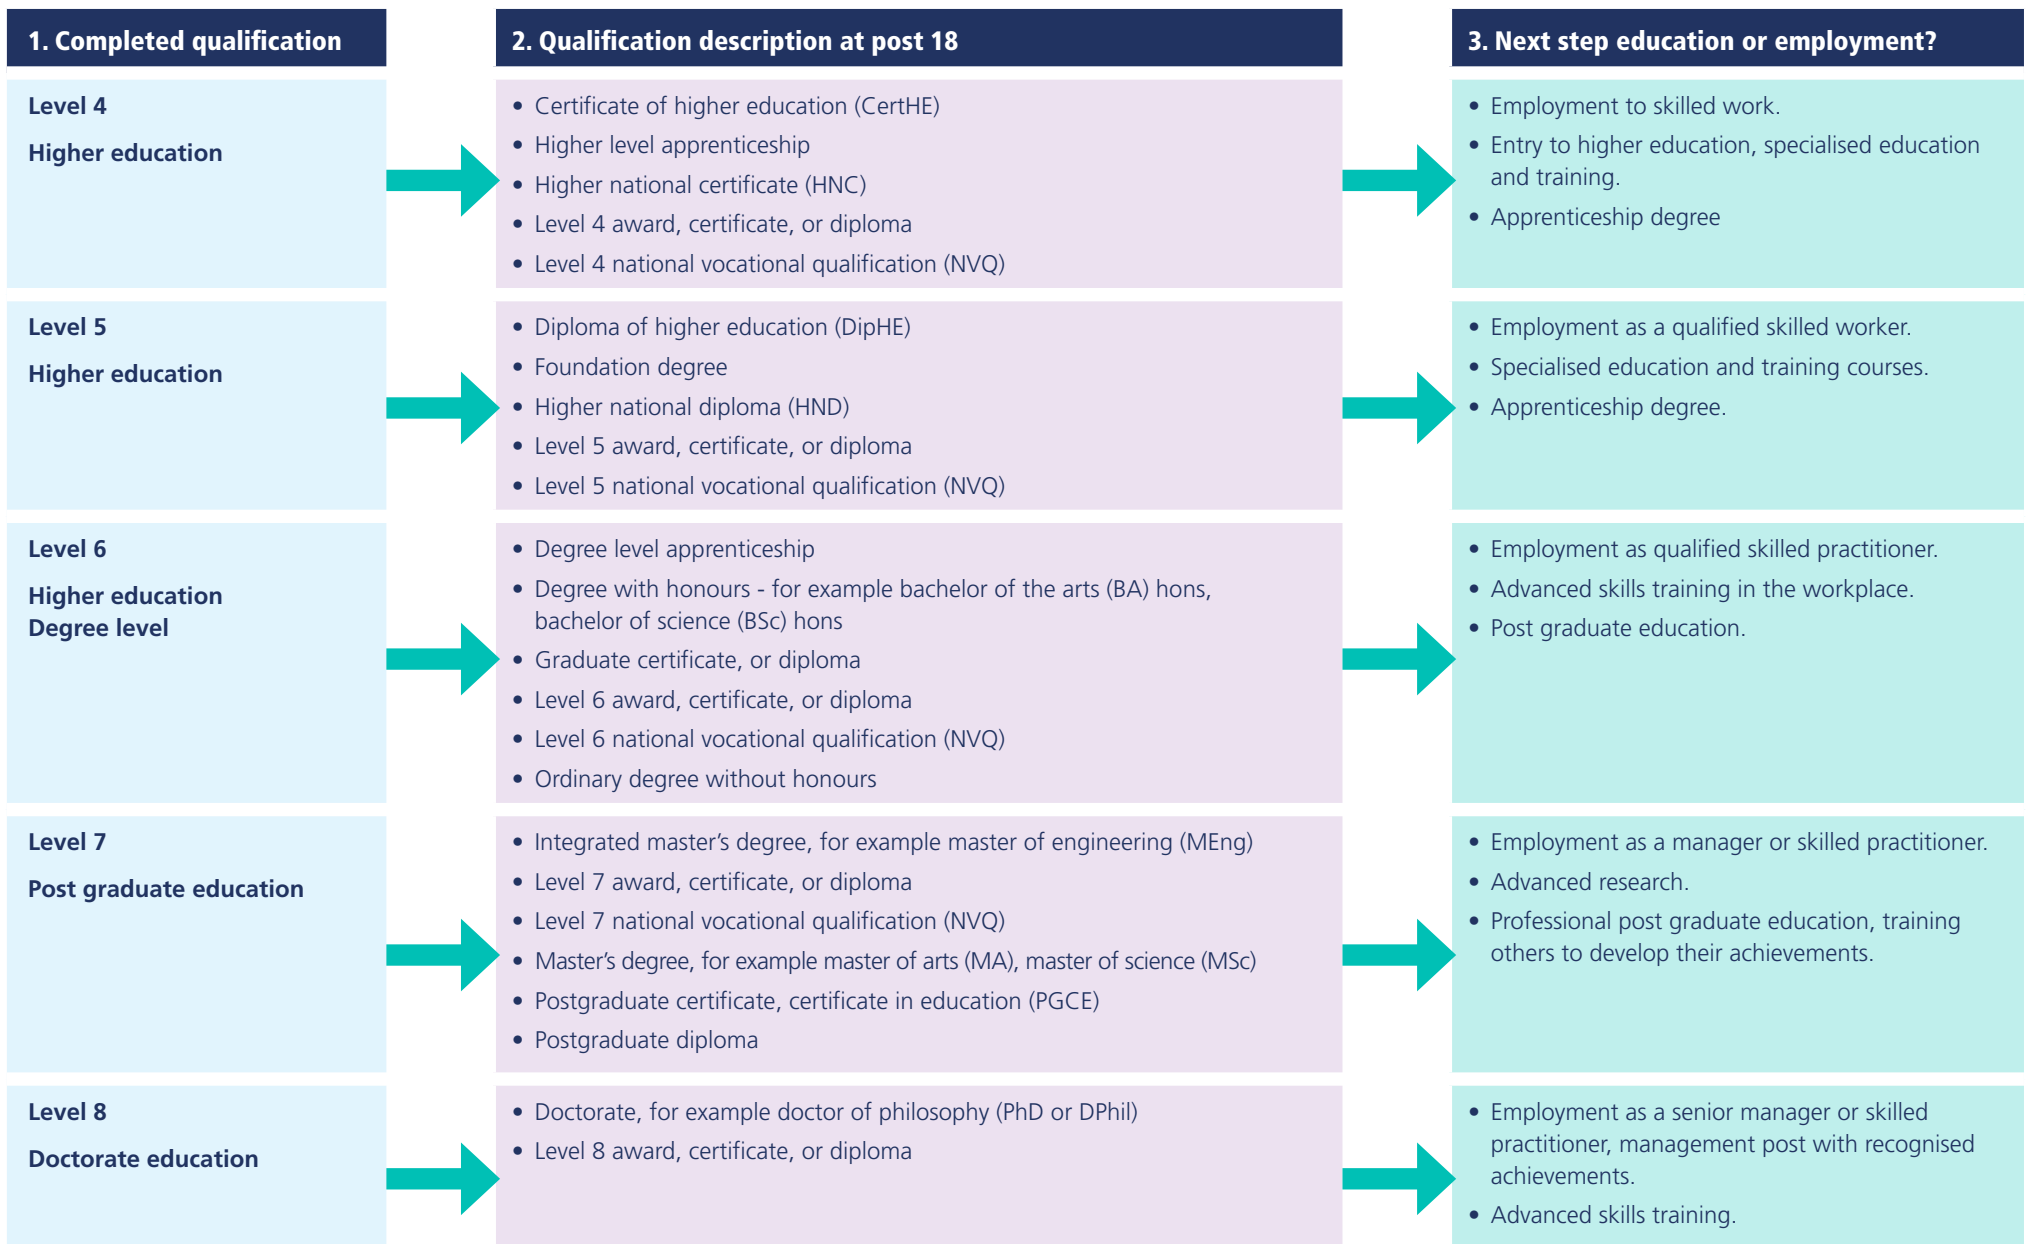 1. Completed qualification
2. Qualification description at post 18
3. Next step education or employment?
Level 4
Higher education
• Certificate of higher education (CertHE)
• Higher level apprenticeship
• Higher national certificate (HNC)
• Level 4 award, certificate, or diploma
• Level 4 national vocational qualification (NVQ)
• Employment to skilled work.
• Entry to higher education, specialised education
and training.
• Apprenticeship degree
Level 5
Higher education
• Diploma of higher education (DipHE)
• Foundation degree
• Higher national diploma (HND)
• Level 5 award, certificate, or diploma
• Level 5 national vocational qualification (NVQ)
• Employment as a qualified skilled worker.
• Specialised education and training courses.
• Apprenticeship degree.
Level 6
Higher education
Degree level
• Degree level apprenticeship
• Degree with honours - for example bachelor of the arts (BA) hons,
bachelor of science (BSc) hons
• Graduate certificate, or diploma
• Level 6 award, certificate, or diploma
• Level 6 national vocational qualification (NVQ)
• Ordinary degree without honours
• Employment as qualified skilled practitioner.
• Advanced skills training in the workplace.
• Post graduate education.
Level 7
Post graduate education
• Integrated master’s degree, for example master of engineering (MEng)
• Level 7 award, certificate, or diploma
• Level 7 national vocational qualification (NVQ)
• Master’s degree, for example master of arts (MA), master of science (MSc)
• Postgraduate certificate, certificate in education (PGCE)
• Postgraduate diploma
• Employment as a manager or skilled practitioner.
• Advanced research.
• Professional post graduate education, training
others to develop their achievements.
Level 8
Doctorate education
• Doctorate, for example doctor of philosophy (PhD or DPhil)
• Level 8 award, certificate, or diploma
• Employment as a senior manager or skilled
practitioner, management post with recognised
achievements.
• Advanced skills training.